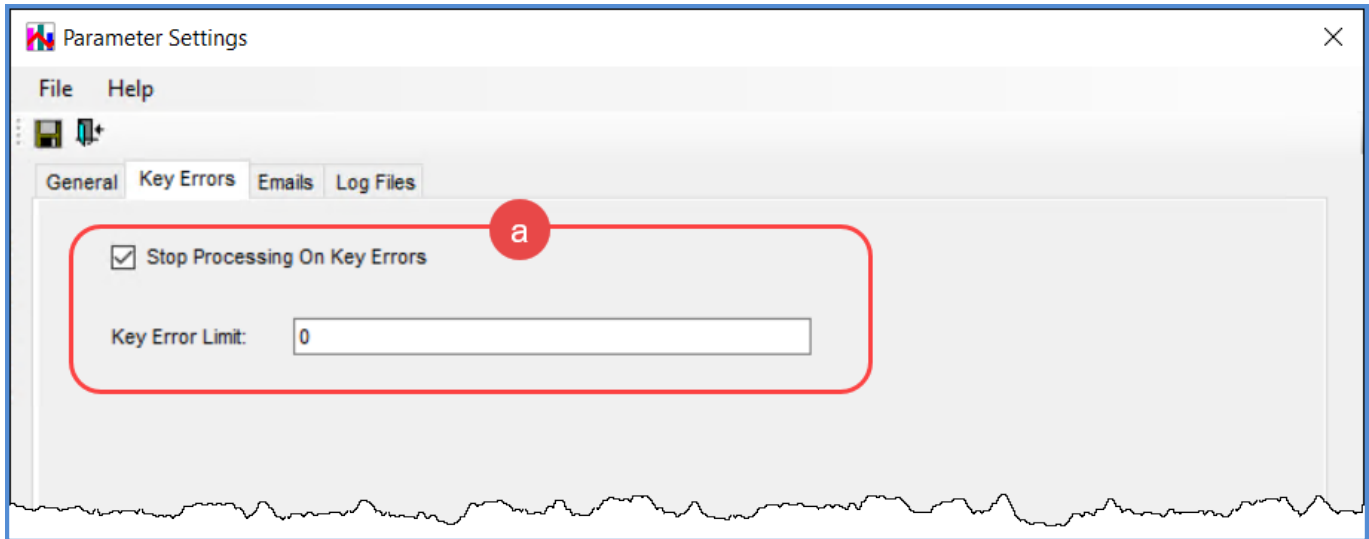 Parameter Settings
File Help
General Key Errors Emails Log Files
a
Stop Processing On Key Errors
Key Error Limit: 0